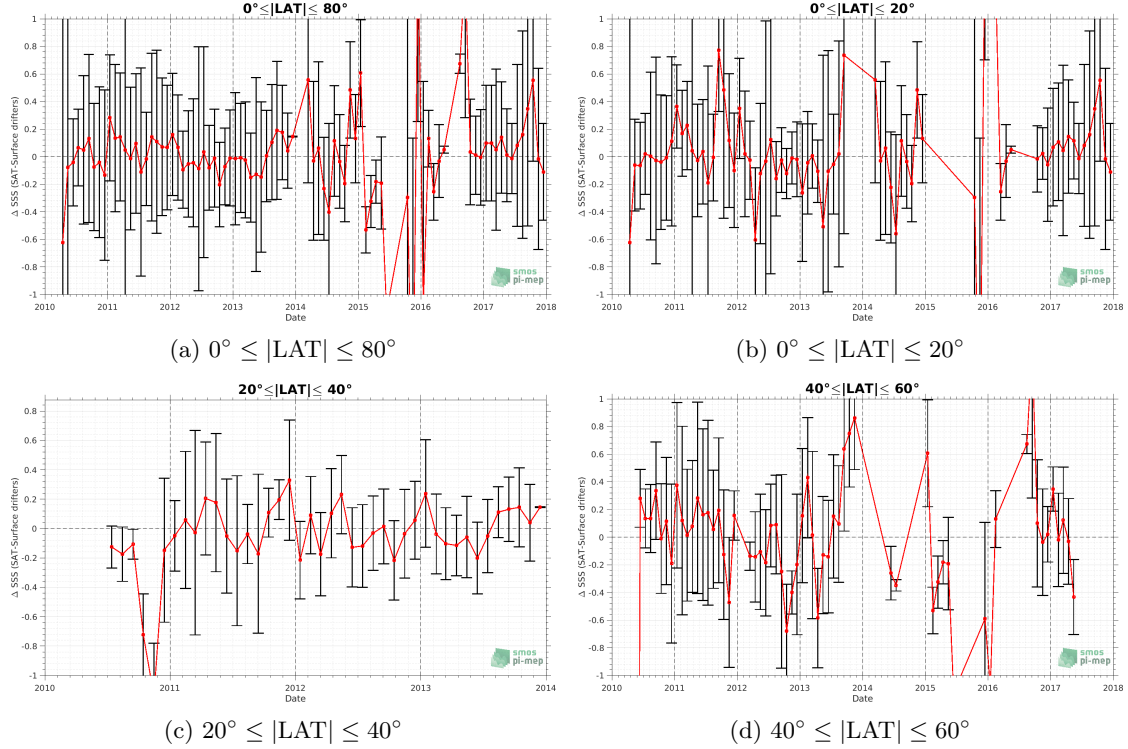 0°≤|LAT|≤ 80°
Δ SSS (SAT-Surface drifters)
1
0.8
0.6
0.4
0.2
0
-0.2
-0.4
-0.6
-0.8
-1
2010 2011 2012 2013 2014 2015 2016 2017 2018
Date
smos
pi-mep
(a) 0° ≤ |LAT| ≤ 80°
0°≤|LAT|≤ 20°
Δ SSS (SAT-Surface drifters)
1
0.8
0.6
0.4
0.2
0
-0.2
-0.4
-0.6
-0.8
-1
2010 2011 2012 2013 2014 2015 2016 2017 2018
Date
smos
pi-mep
(b) 0° ≤ |LAT| ≤ 20°
20°≤|LAT|≤ 40°
Δ SSS (SAT-Surface drifters)
0.8
0.6
0.4
0.2
0
-0.2
-0.4
-0.6
-0.8
-1
2010 2011 2012 2013 2014
Date
smos
pi-mep
(c) 20° ≤ |LAT| ≤ 40°
40°≤|LAT|≤ 60°
Δ SSS (SAT-Surface drifters)
1
0.8
0.6
0.4
0.2
0
-0.2
-0.4
-0.6
-0.8
-1
2010 2011 2012 2013 2014 2015 2016 2017 2018
Date
smos
pi-mep
(d) 40° ≤ |LAT| ≤ 60°